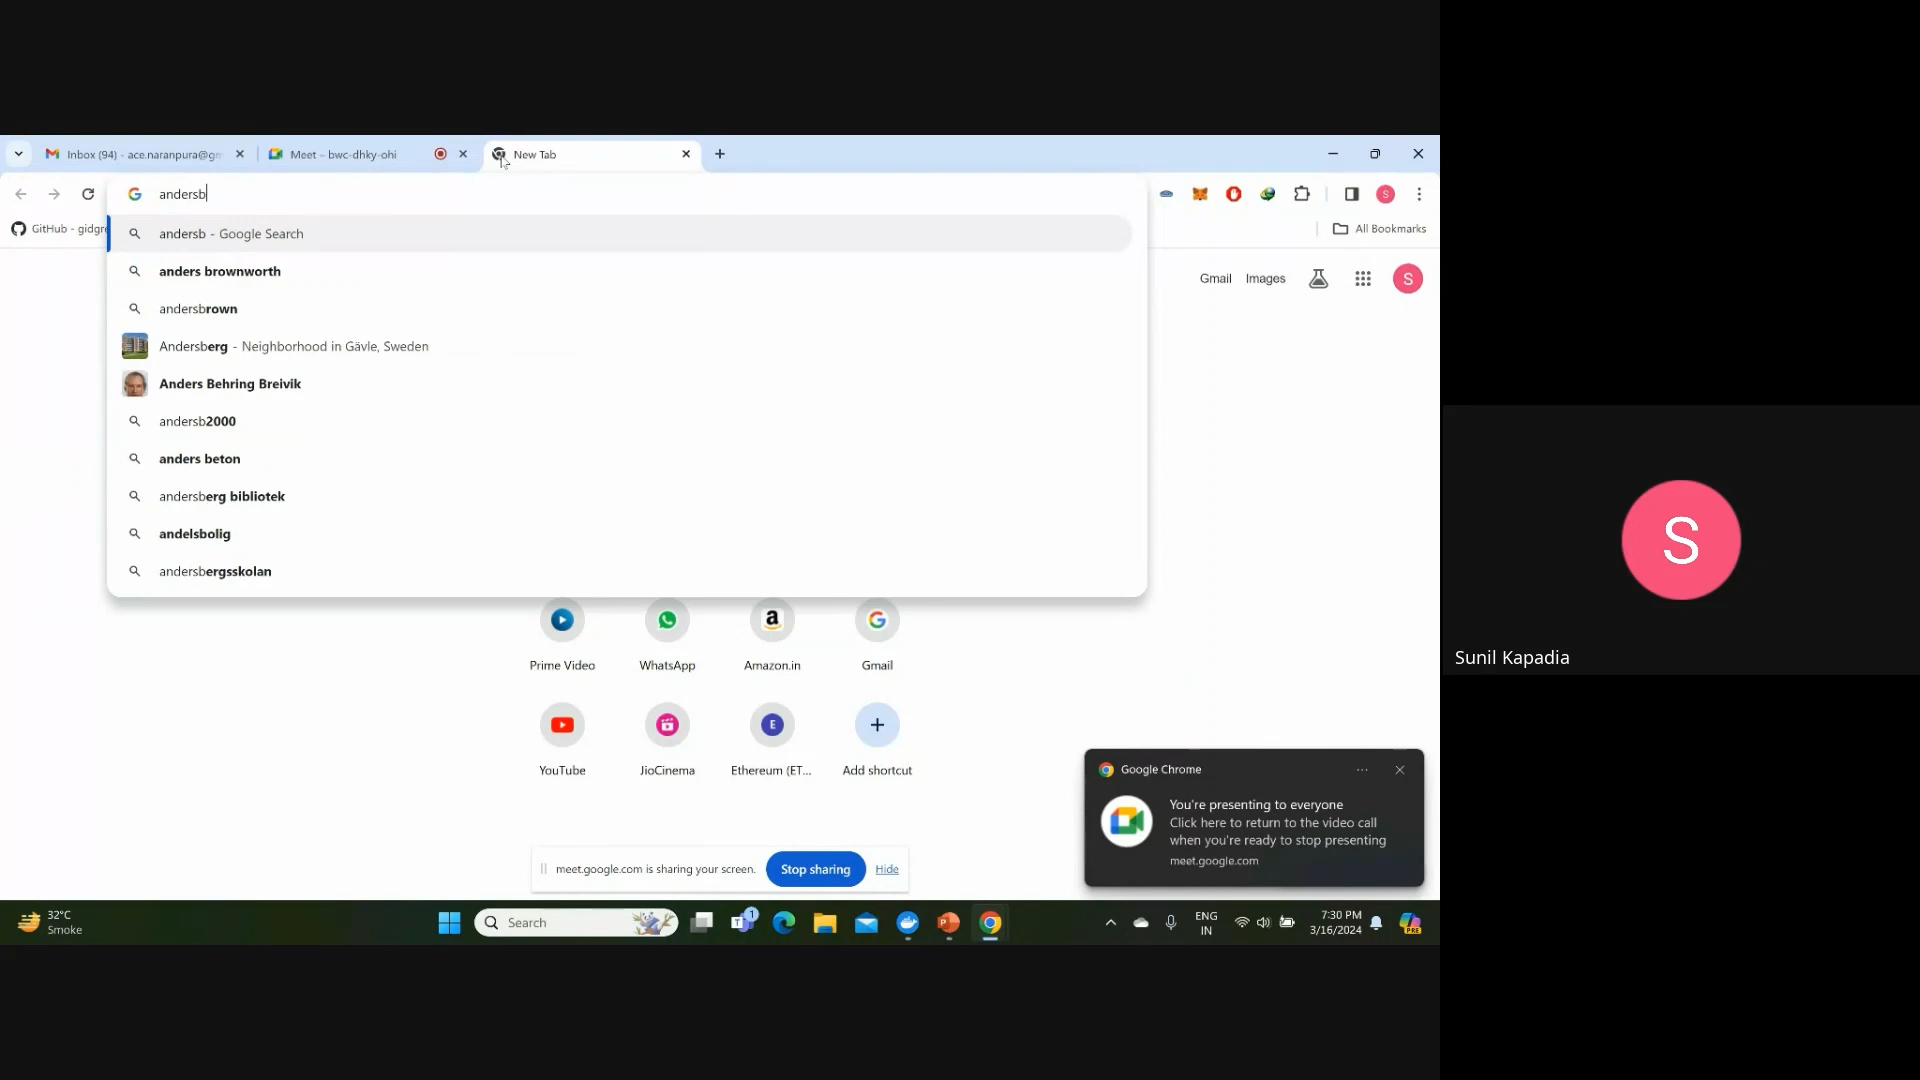 Inbox (94) - ace.naranpura@gm
Meet – bwc-dhky-ohi
New Tab
andersb
GitHub - gidgre
All Bookmarks
andersb - Google Search
anders brownworth
andersbrown
Andersberg - Neighborhood in Gävle, Sweden
Anders Behring Breivik
andersb2000
anders beton
andersberg bibliotek
andelsbolig
andersbergsskolan
Gmail
Images
S
Prime Video
WhatsApp
Amazon.in
Gmail
YouTube
JioCinema
E
Ethereum (ET...
Add shortcut
Google Chrome
You're presenting to everyone
Click here to return to the video call
when you're ready to stop presenting
meet.google.com
meet.google.com is sharing your screen.
Stop sharing
Hide
32°C
Smoke
Search
1
ENG
IN
7:30 PM
3/16/2024
PRE
S
Sunil Kapadia